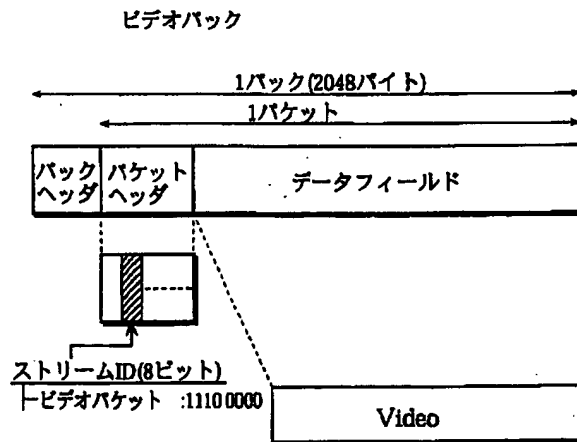 ビデオパック
1パック(2048バイト)
1パケット
パック
ヘッダ
パケット
ヘッダ
データフィールド
ストリームID(8ビット)
ビデオパケット :11100000
Video